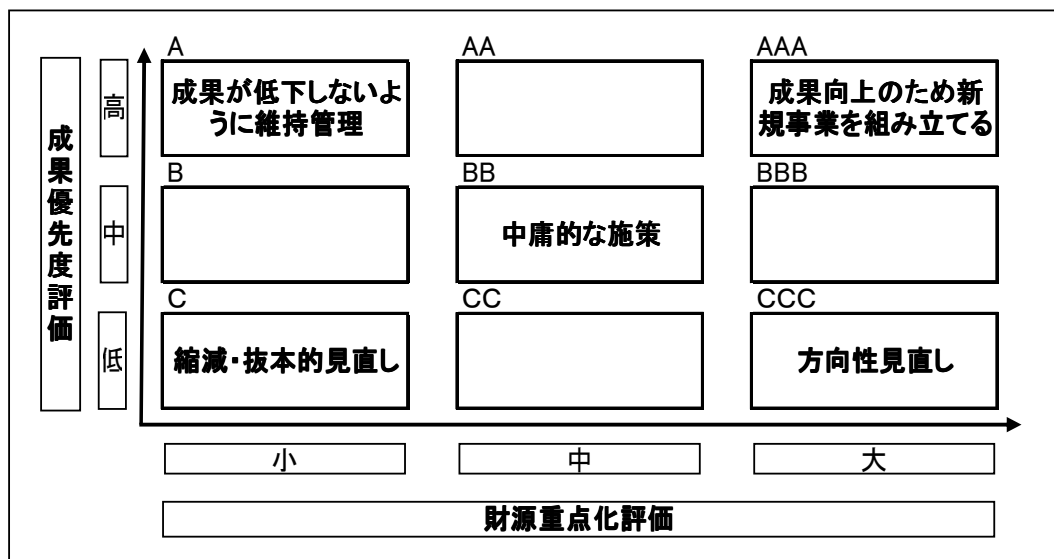 A
AA
AAA
成果が低下しないよ
うに維持管理
成果向上のため新
規事業を組み立てる
高
成果優先度評価
B
BB
BBB
中
中庸的な施策
C
CC
CCC
低
縮減・抜本的見直し
方向性見直し
小
中
大
財源重点化評価